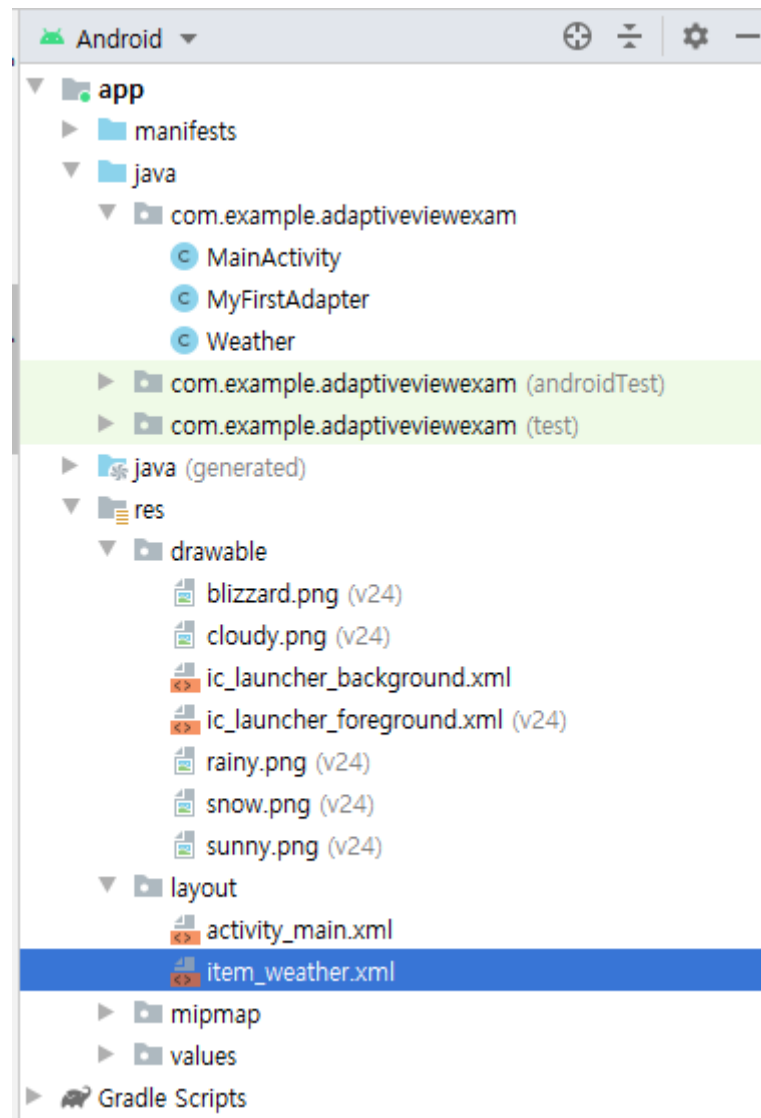 Android
app
manifests
java
com.example.adaptiveviewexam
MainActivity
MyFirstAdapter
Weather
com.example.adaptiveviewexam (androidTest)
com.example.adaptiveviewexam (test)
java (generated)
res
drawable
blizzard.png (v24)
cloudy.png (v24)
ic_launcher_background.xml
ic_launcher_foreground.xml (v24)
rainy.png (v24)
snow.png (v24)
sunny.png (v24)
layout
activity_main.xml
item_weather.xml
mipmap
values
Gradle Scripts